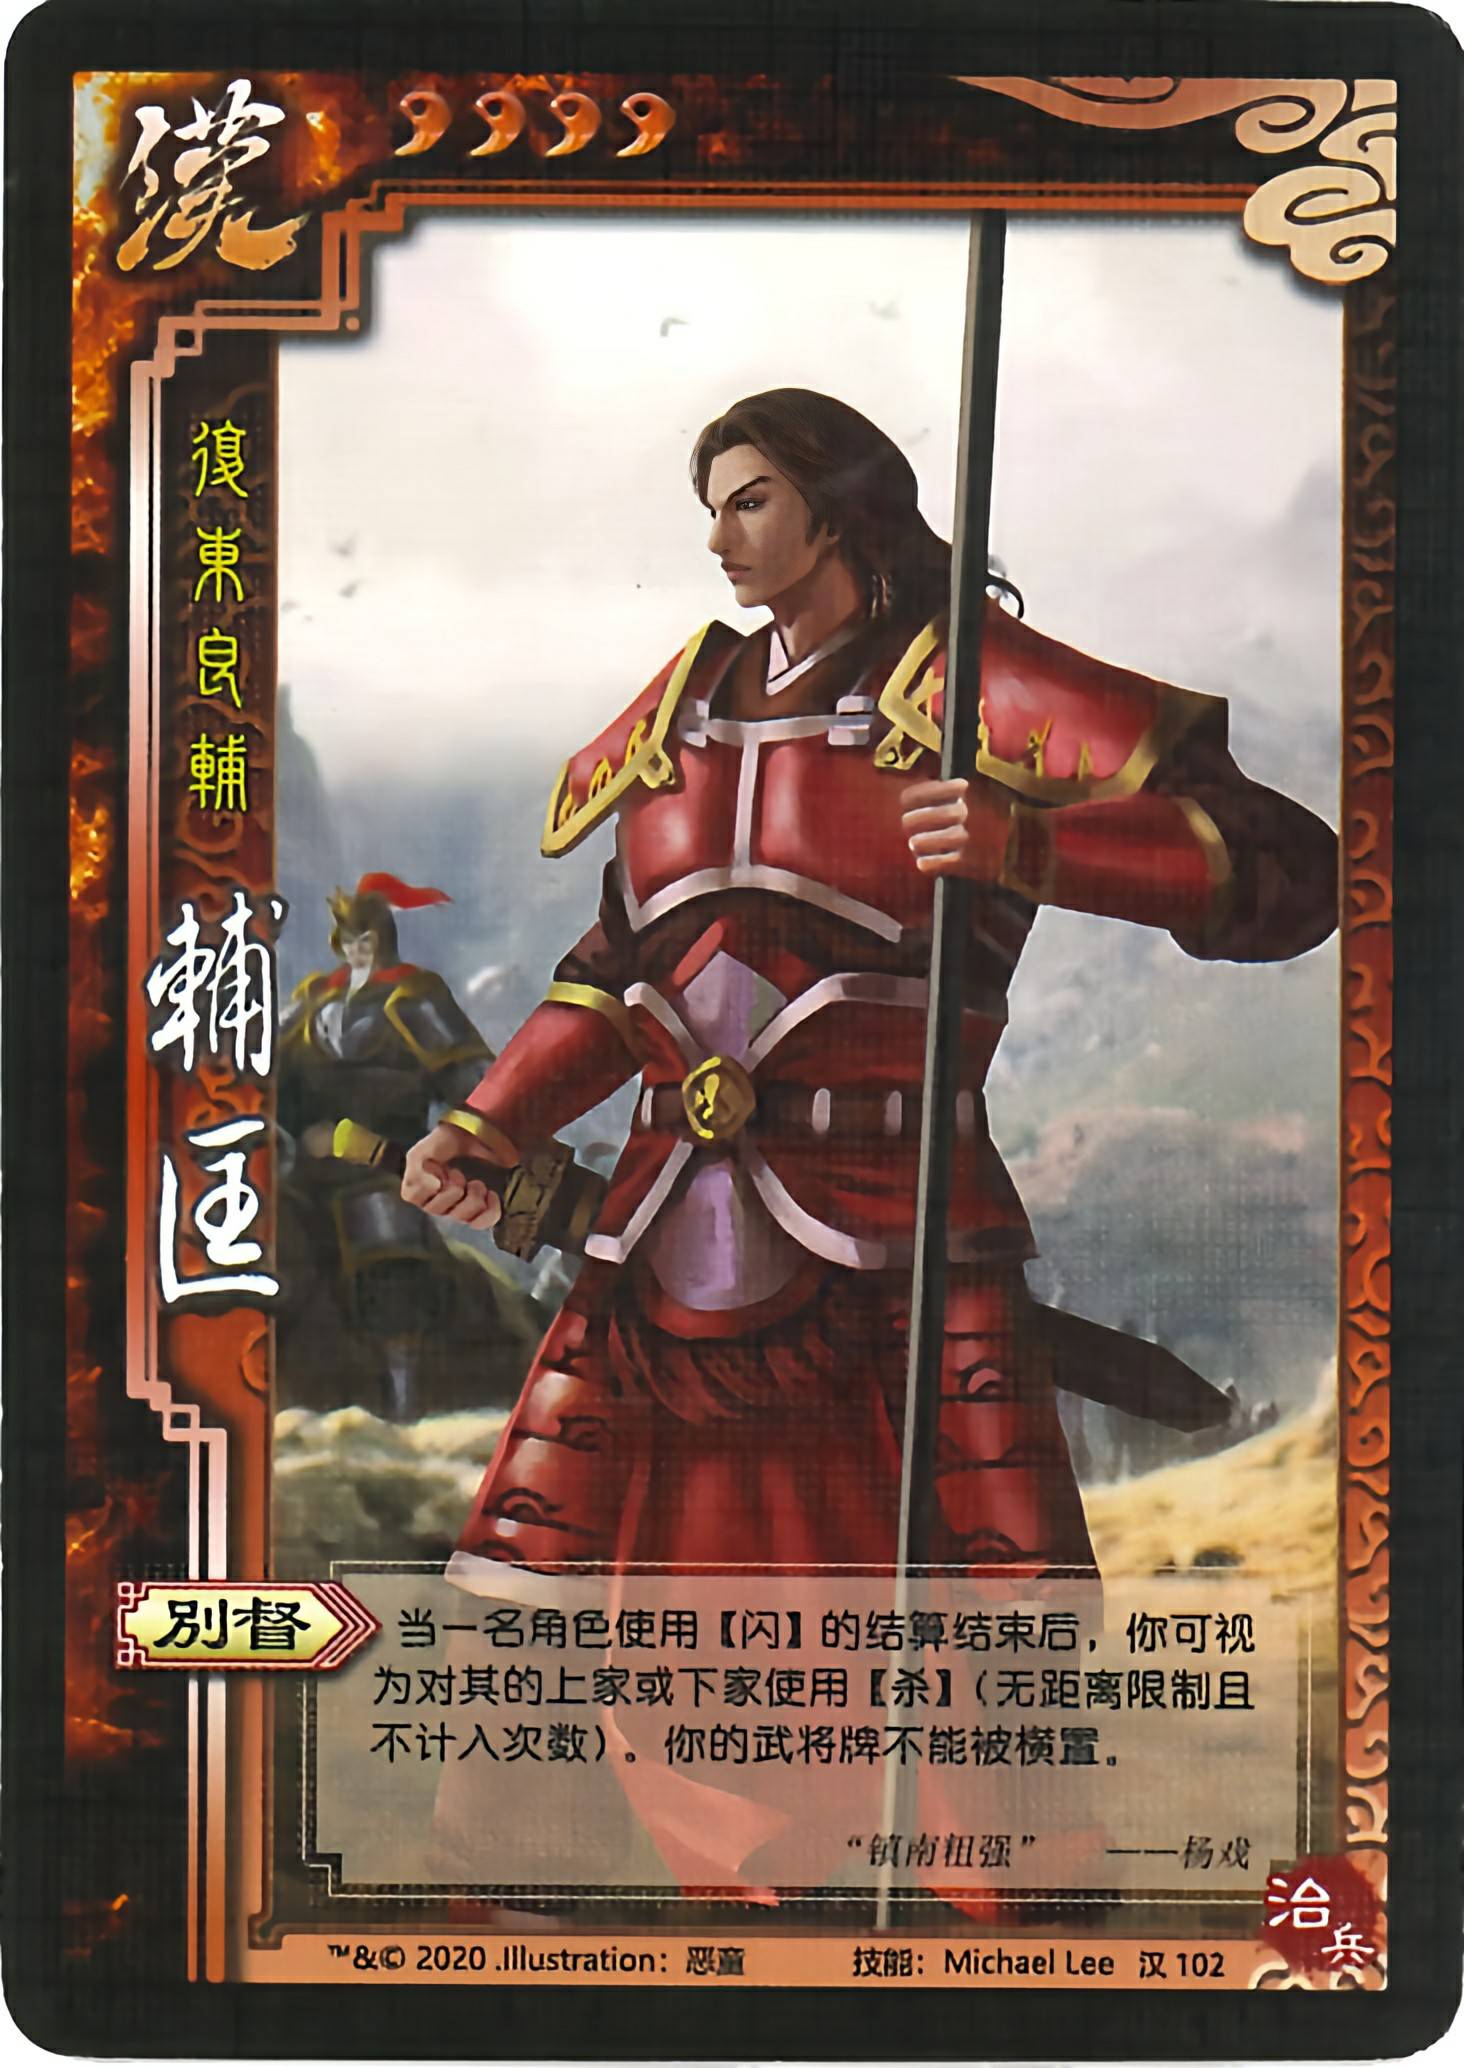 漢
復東良輔
輔匡
別督
当一名角色使用【闪】的结算结束后，你可视
为对其的上家或下家使用【杀】（无距离限制且
不计入次数）。你的武将牌不能被横置。
“镇南粗强” ——杨戏
治兵
™&© 2020 .Illustration：恶童 技能：Michael Lee 汉 102